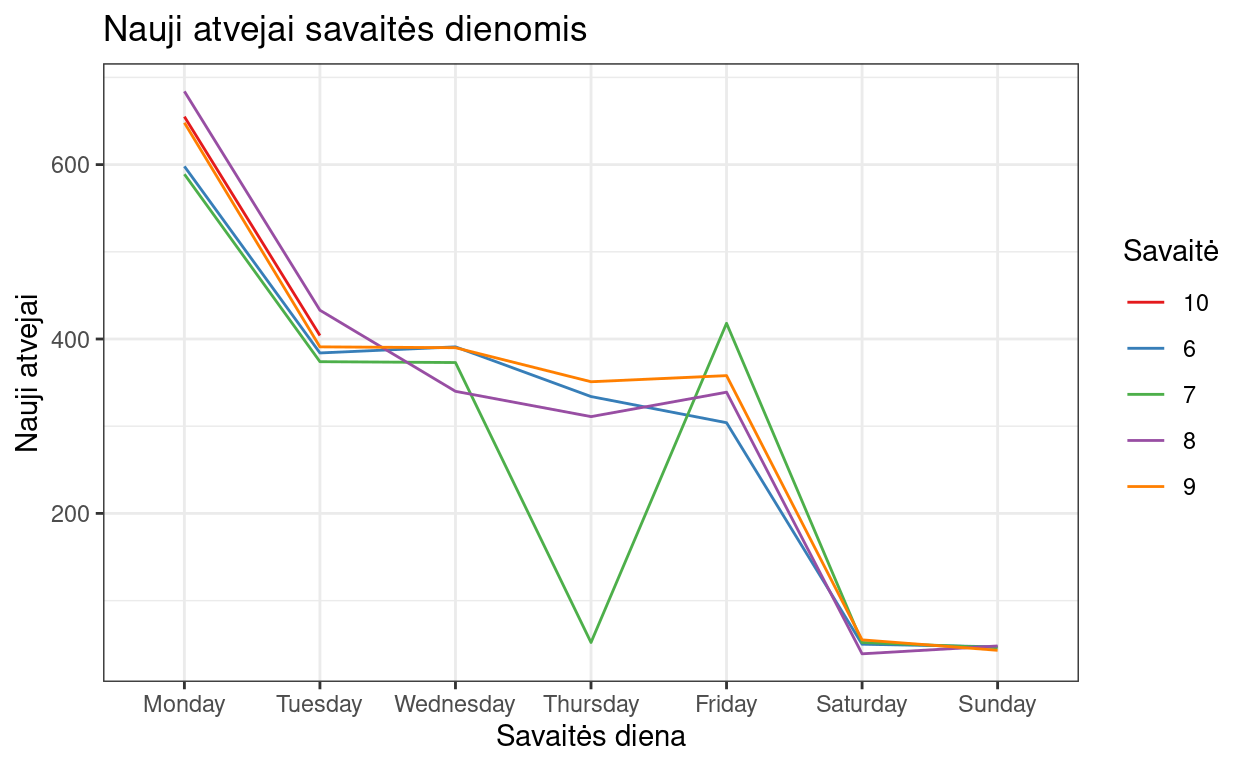 Nauji atvejai savaitės dienomis
Nauji atvejai
600
400
200
Monday
Tuesday
Wednesday
Thursday
Friday
Saturday
Sunday
Savaitės diena
Savaitė
10
6
7
8
9